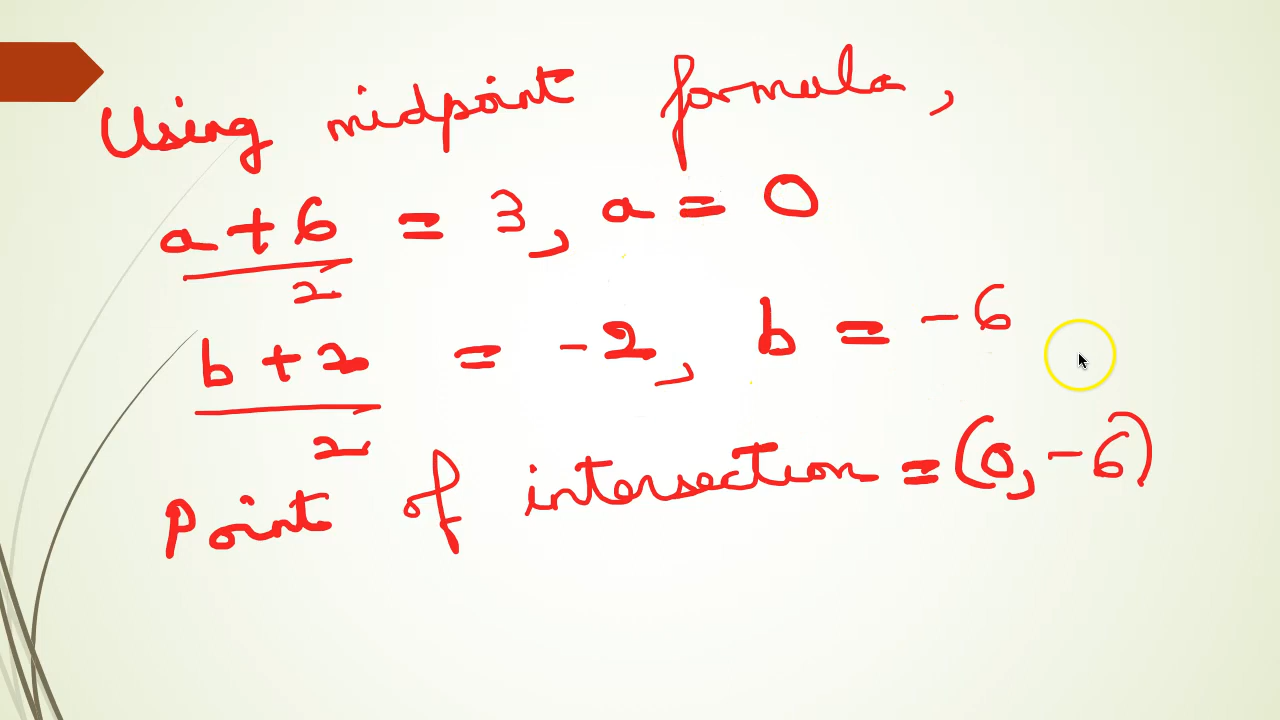 Using midpoint formula,
a+6/2 = 3, a = 0
b+2/2 = -2, b = -6
Point of intersection = (0, -6)